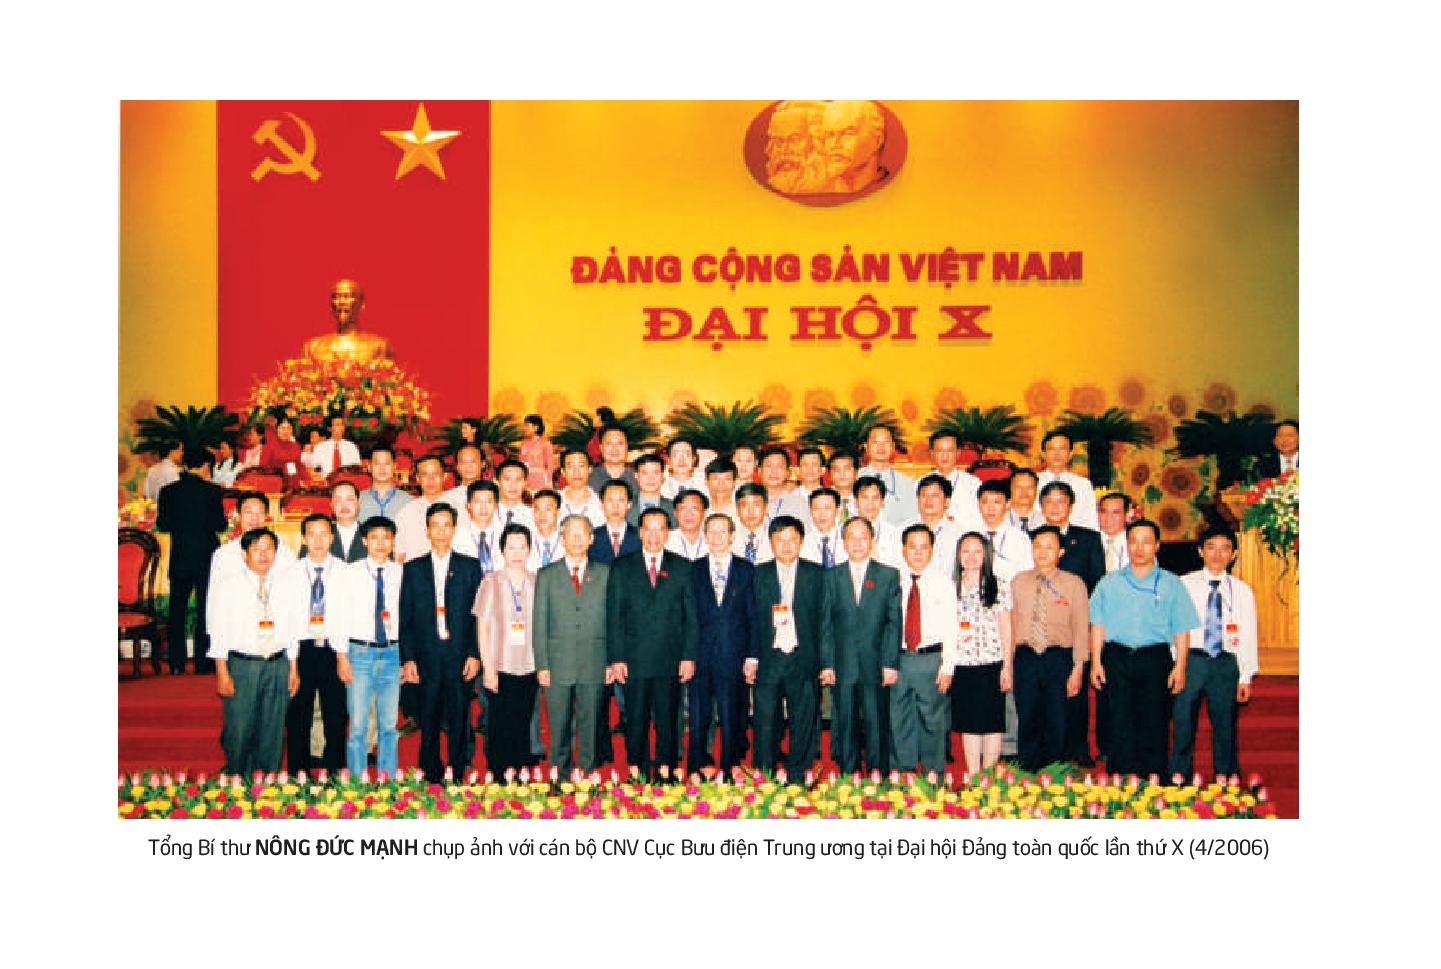 ĐẢNG CỘNG SẢN VIỆT NAM
ĐẠI HỘI X
Tổng Bí thư NÔNG ĐỨC MẠNH chụp ảnh với cán bộ CNV Cục Bưu điện Trung ương tại Đại hội Đảng toàn quốc lần thứ X (4/2006)